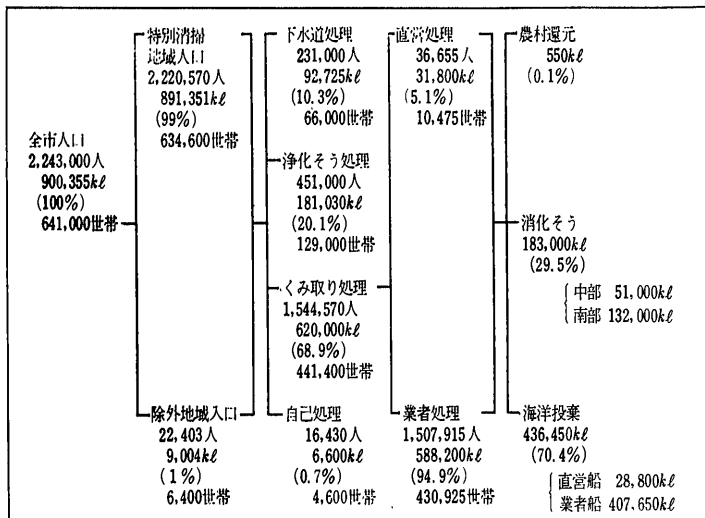 全市人口
2,243,000人
900,355kℓ
(100%)
641,000世帯
特別清掃
地域人口
2,220,570人
891,351kℓ
(99%)
634,600世帯
除外地域人口
22,403人
9,004kℓ
(1%)
6,400世帯
下水道処理
231,000人
92,725kℓ
(10.3%)
66,000世帯
浄化そう処理
451,000人
181,030kℓ
(20.1%)
129,000世帯
くみ取り処理
1,544,570人
620,000kℓ
(68.9%)
441,400世帯
自己処理
16,430人
6,600kℓ
(0.7%)
4,600世帯
直営処理
36,655人
31,800kℓ
(5.1%)
10,475世帯
業者処理
1,507,915人
588,200kℓ
(94.9%)
430,925世帯
農村還元
550kℓ
(0.1%)
消化そう
183,000kℓ
(29.5%)
中部 51,000kℓ
南部 132,000kℓ
海洋投棄
436,450kℓ
(70.4%)
直営船 28,800kℓ
業者船 407,650kℓ